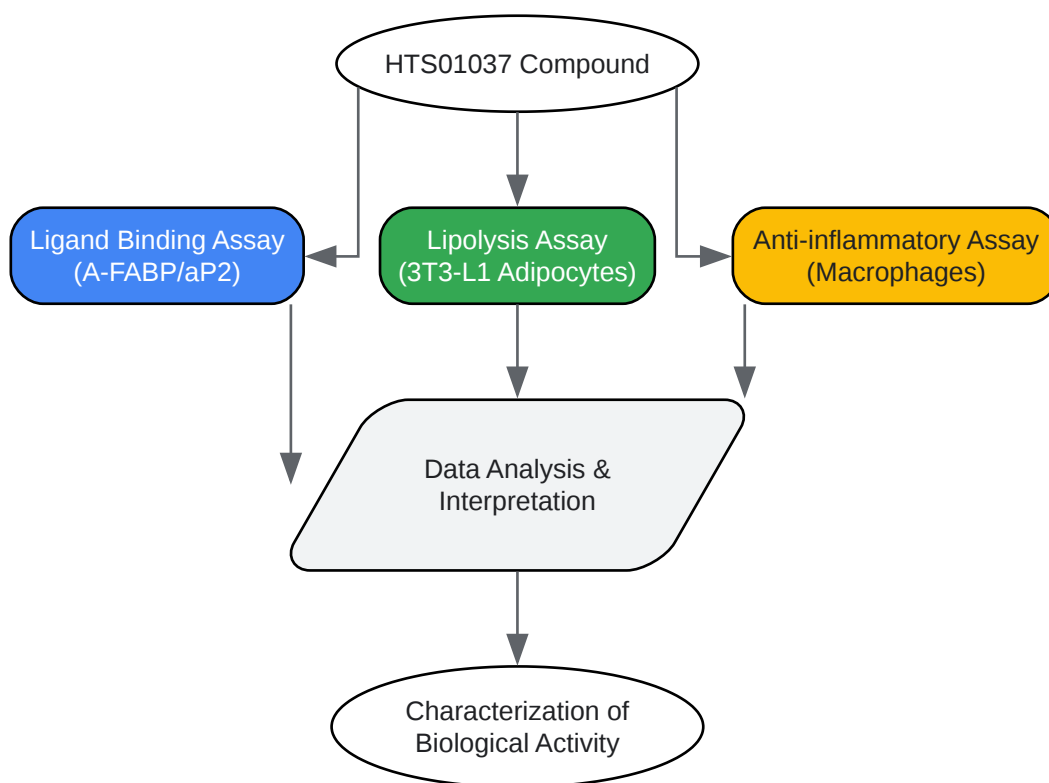 HTS01037 Compound
Ligand Binding Assay
(A-FABP/aP2)
Lipolysis Assay
(3T3-L1 Adipocytes)
Anti-inflammatory Assay
(Macrophages)
Data Analysis &
Interpretation
Characterization of
Biological Activity